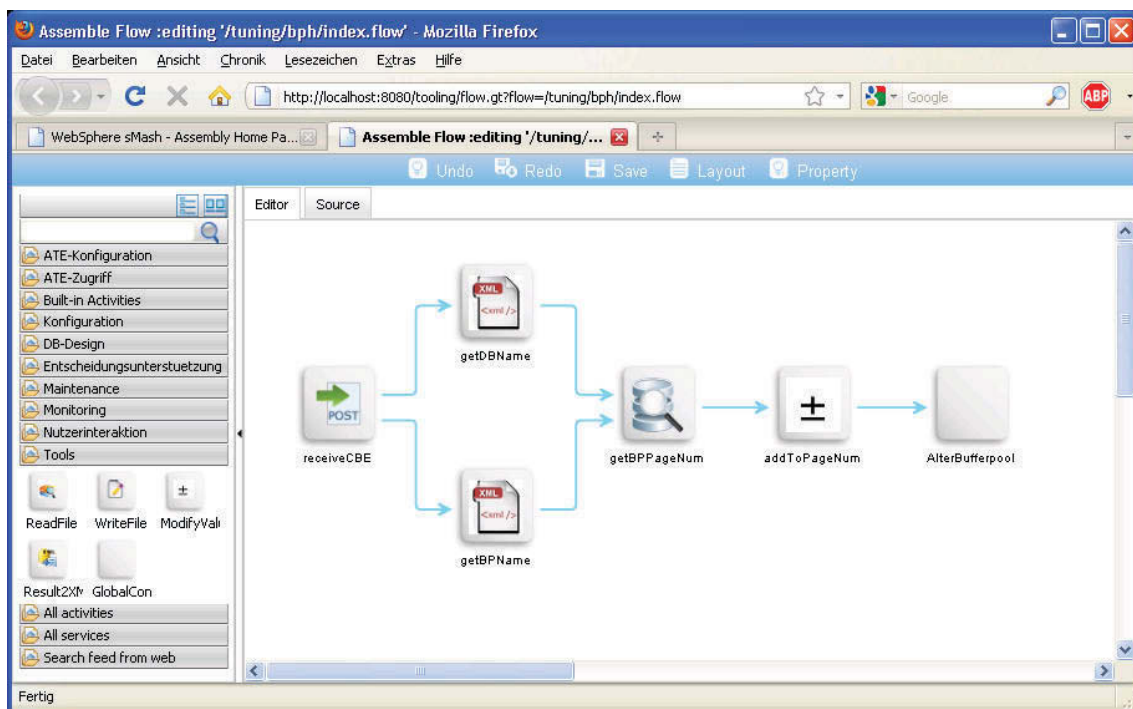 Assemble Flow :editing '/tuning/bph/index.flow' - Mozilla Firefox
Datei Bearbeiten Ansicht Chronik Lesezeichen Extras Hilfe
http://localhost:8080/tooling/flow.gt?flow=/tuning/bph/index.flow Google ABP
WebSphere sMash - Assembly Home Pa... Assemble Flow :editing '/tuning/...
Undo Redo Save Layout Property
Editor Source
ATE-Konfiguration
ATE-Zugriff
Built-in Activities
Konfiguration
DB-Design
Entscheidungsunterstuetzung
Maintenance
Monitoring
Nutzerinteraktion
Tools
ReadFile WriteFile ModifyValu
Result2XM GlobalCon
All activities
All services
Search feed from web
XML
<xml />
getDBName
POST
receiveCBE
getBPPageNum
±
addToPageNum
AlterBufferpool
XML
<xml />
getBPName
Fertig